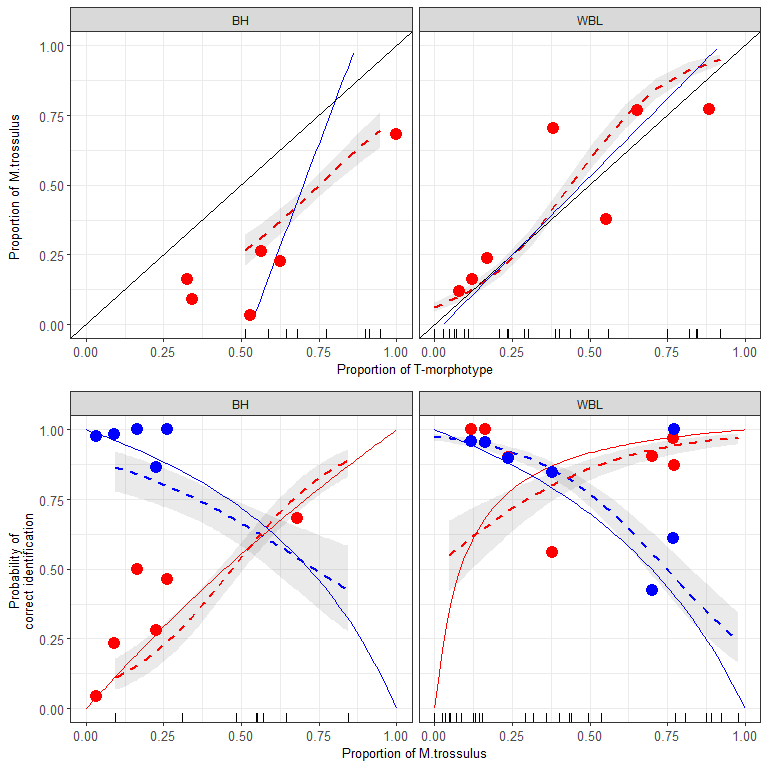 BH
WBL
1.00
0.75
0.50
0.25
0.00
Proportion of M.trossulus
0.00 0.25 0.50 0.75 1.00
0.00 0.25 0.50 0.75 1.00
Proportion of T-morphotype
BH
WBL
1.00
0.75
0.50
0.25
0.00
Probability of
correct identification
0.00 0.25 0.50 0.75 1.00
0.00 0.25 0.50 0.75 1.00
Proportion of M.trossulus